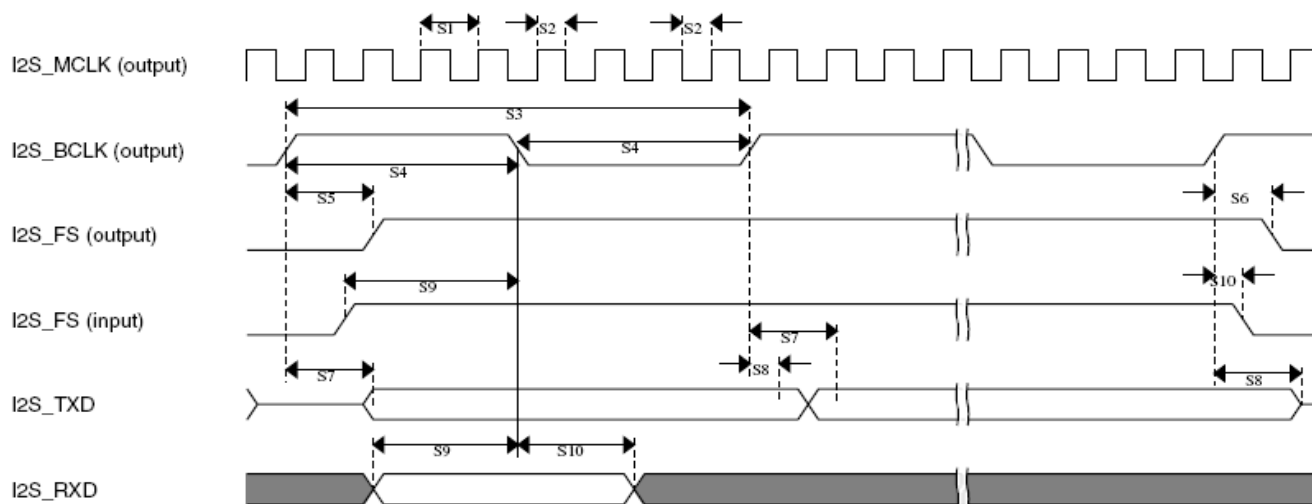 S1 S2 S2
I2S_MCLK (output)
S3
I2S_BCLK (output)
S4
S4
S5 S6
I2S_FS (output)
S9 S10
I2S_FS (input)
S7
S7 S8 S8
I2S_TXD
S9 S10
I2S_RXD